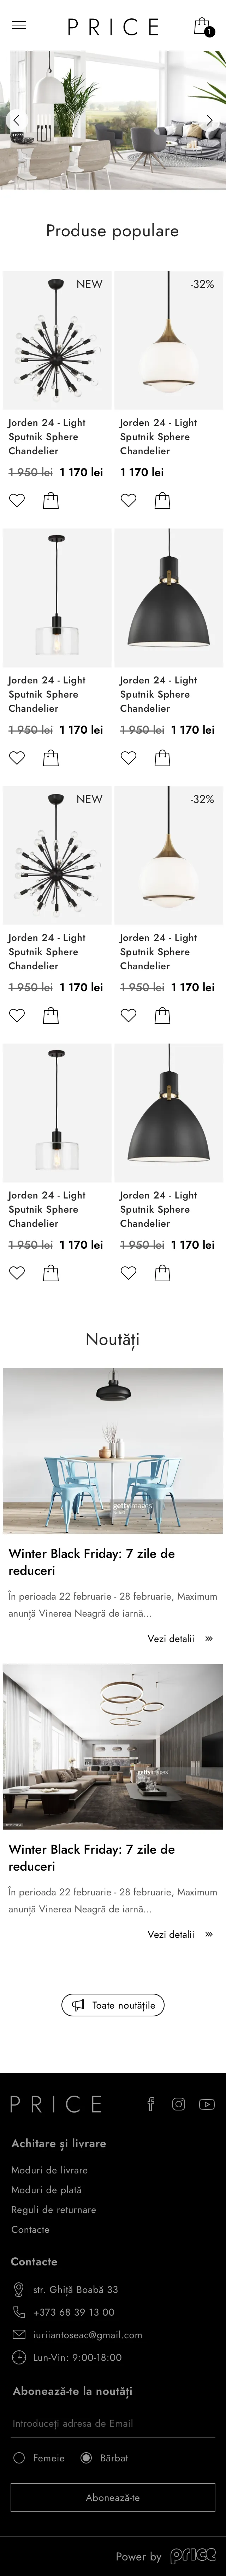 PRICE
1
Produse populare
NEW
-32%
Jorden 24 - Light
Sputnik Sphere
Chandelier
1 950 lei 1 170 lei
Jorden 24 - Light
Sputnik Sphere
Chandelier
1 170 lei
Jorden 24 - Light
Sputnik Sphere
Chandelier
1 950 lei 1 170 lei
Jorden 24 - Light
Sputnik Sphere
Chandelier
1 950 lei 1 170 lei
NEW
-32%
Jorden 24 - Light
Sputnik Sphere
Chandelier
1 950 lei 1 170 lei
Jorden 24 - Light
Sputnik Sphere
Chandelier
1 950 lei 1 170 lei
Jorden 24 - Light
Sputnik Sphere
Chandelier
1 950 lei 1 170 lei
Jorden 24 - Light
Sputnik Sphere
Chandelier
1 950 lei 1 170 lei
Noutăți
gettyimages
Winter Black Friday: 7 zile de
reduceri
În perioada 22 februarie - 28 februarie, Maximum
anunță Vinerea Neagră de iarnă...
Vezi detalii
gettyimages
Winter Black Friday: 7 zile de
reduceri
În perioada 22 februarie - 28 februarie, Maximum
anunță Vinerea Neagră de iarnă...
Vezi detalii
Toate noutățile
PRICE
Achitare și livrare
Moduri de livrare
Moduri de plată
Reguli de returnare
Contacte
Contacte
str. Ghiță Boabă 33
+373 68 39 13 00
iuriiantoseac@gmail.com
Lun-Vin: 9:00-18:00
Abonează-te la noutăți
Introduceți adresa de Email
Femeie
Bărbat
Abonează-te
Power by price